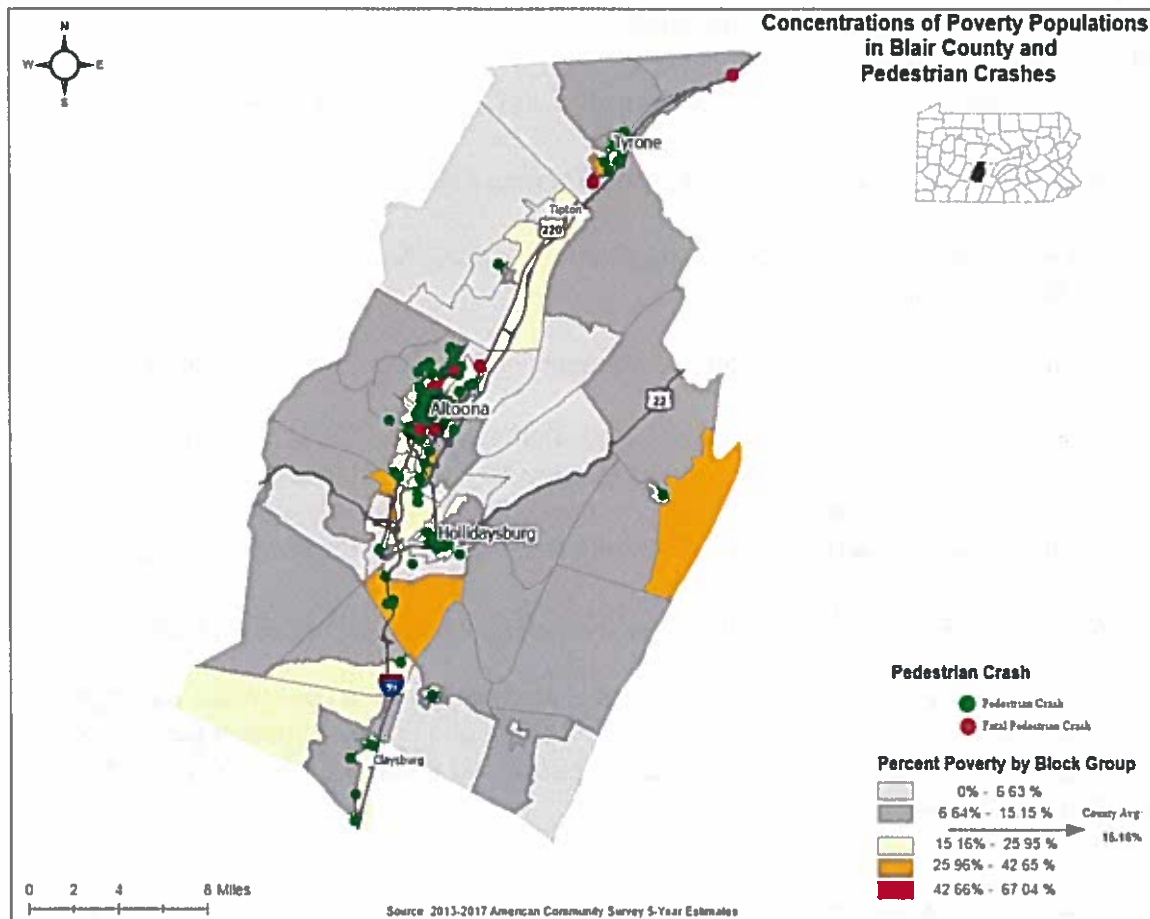 Concentrations of Poverty Populations
in Blair County and
Pedestrian Crashes
N
W
E
S
Tyrone
Tipton
220
Altoona
22
Hollidaysburg
Claysburg
Pedestrian Crash
Pedestrian Crash
Fatal Pedestrian Crash
Percent Poverty by Block Group
0% - 6 63 %
6 64% - 15.15 %
County Avg
15.16%
15 16% - 25 95 %
25 96% - 42 65 %
42 66% - 67 04 %
0 2 4 8 Miles
Source 2013-2017 American Community Survey 5-Year Estimates